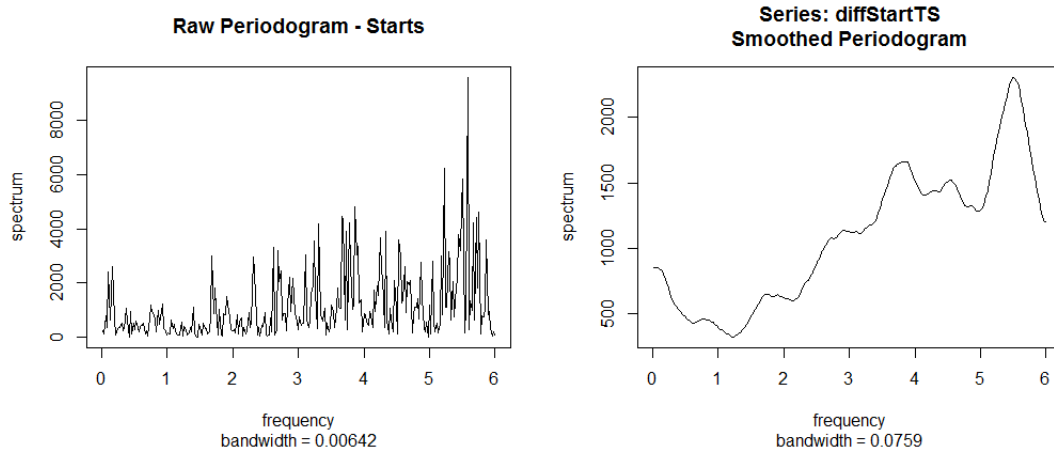 Raw Periodogram - Starts
spectrum
8000
6000
4000
2000
0
0 1 2 3 4 5 6
frequency
bandwidth = 0.00642
Series: diffStartTS
Smoothed Periodogram
spectrum
2000
1500
1000
500
0 1 2 3 4 5 6
frequency
bandwidth = 0.0759